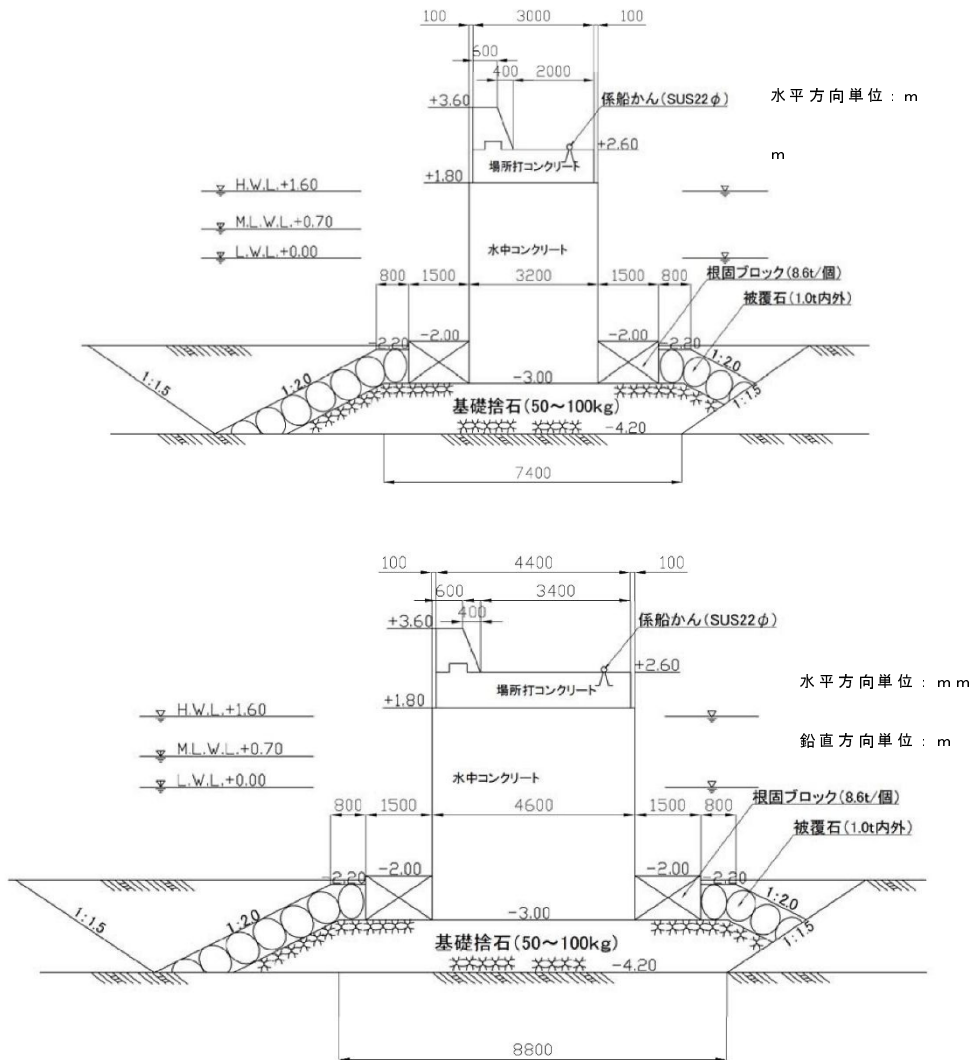 100 3000 100
600
400 2000
係船かん(SUS22φ)
水平方向単位：m
m
+3.60
+2.60
場所打コンクリート
+1.80
H.W.L.+1.60
M.L.W.L.+0.70
水中コンクリート
L.W.L.+0.00
根固ブロック(8.6t/個)
800 1500 3200 1500 800
被覆石(1.0t内外)
-2.00 -2.00
-2.20 -2.20
1:1.5 1:2.0 1:2.0 1:1.5
-3.00
基礎捨石(50～100kg)
-4.20
7400
100 4400 100
600 3400
400
+3.60
係船かん(SUS22φ)
+2.60
水平方向単位：mm
場所打コンクリート
+1.80
H.W.L.+1.60
鉛直方向単位：m
M.L.W.L.+0.70
水中コンクリート
L.W.L.+0.00
根固ブロック(8.6t/個)
800 1500 4600 1500 800
被覆石(1.0t内外)
-2.00 -2.00
-2.20 -2.20
1:1.5 1:2.0 1:2.0 1:1.5
-3.00
基礎捨石(50～100kg)
-4.20
8800